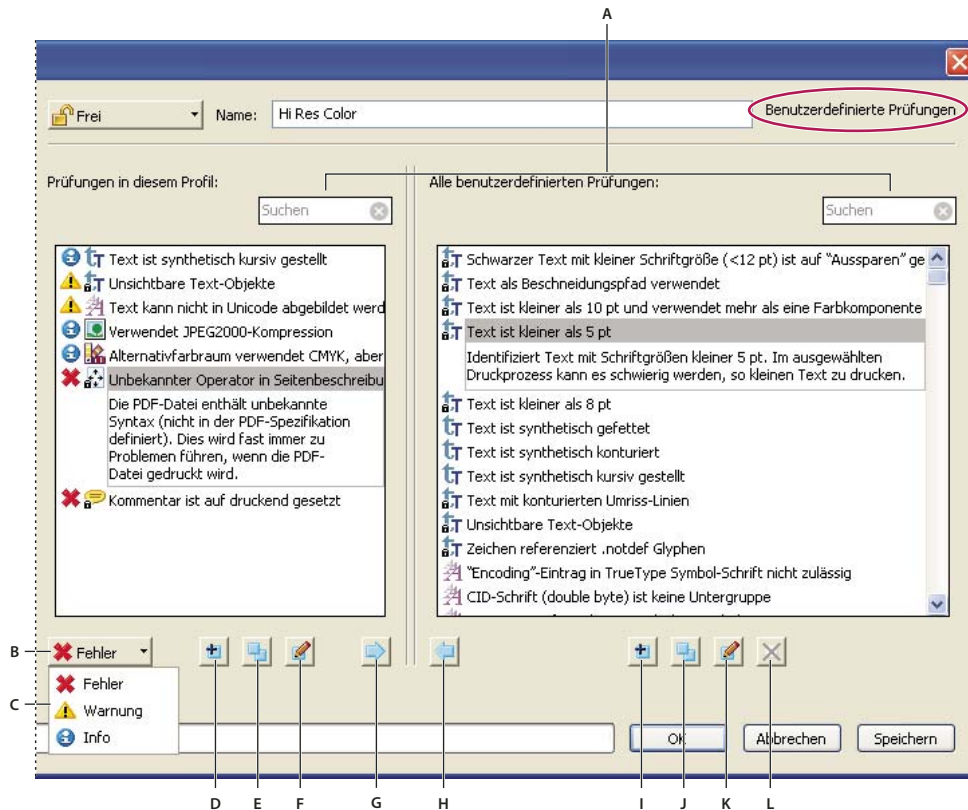 A
Frei
Name:
Hi Res Color
Benutzerdefinierte Prüfungen
Prüfungen in diesem Profil:
Suchen
Text ist synthetisch kursiv gestellt
Unsichtbare Text-Objekte
Text kann nicht in Unicode abgebildet werd
Verwendet JPEG2000-Kompression
Alternativfarbraum verwendet CMYK, aber
Unbekannter Operator in Seitenbeschreibu
Die PDF-Datei enthält unbekannte
Syntax (nicht in der PDF-Spezifikation
definiert). Dies wird fast immer zu
Problemen führen, wenn die PDF-
Datei gedruckt wird.
Kommentar ist auf druckend gesetzt
Alle benutzerdefinierten Prüfungen:
Suchen
Schwarzer Text mit kleiner Schriftgröße (<12 pt) ist auf "Aussparen" ge
Text als Beschneidungspfad verwendet
Text ist kleiner als 10 pt und verwendet mehr als eine Farbkomponente
Text ist kleiner als 5 pt
Identifiziert Text mit Schriftgrößen kleiner 5 pt. Im ausgewählten
Druckprozess kann es schwierig werden, so kleinen Text zu drucken.
Text ist kleiner als 8 pt
Text ist synthetisch gefettet
Text ist synthetisch konturiert
Text ist synthetisch kursiv gestellt
Text mit konturierten Umriss-Linien
Unsichtbare Text-Objekte
Zeichen referenziert .notdef Glyphen
"Encoding"-Eintrag in TrueType Symbol-Schrift nicht zulässig
CID-Schrift (double byte) ist keine Untergruppe
B
Fehler
C
Fehler
Warnung
Info
OK
Abbrechen
Speichern
D E F G H I J K L